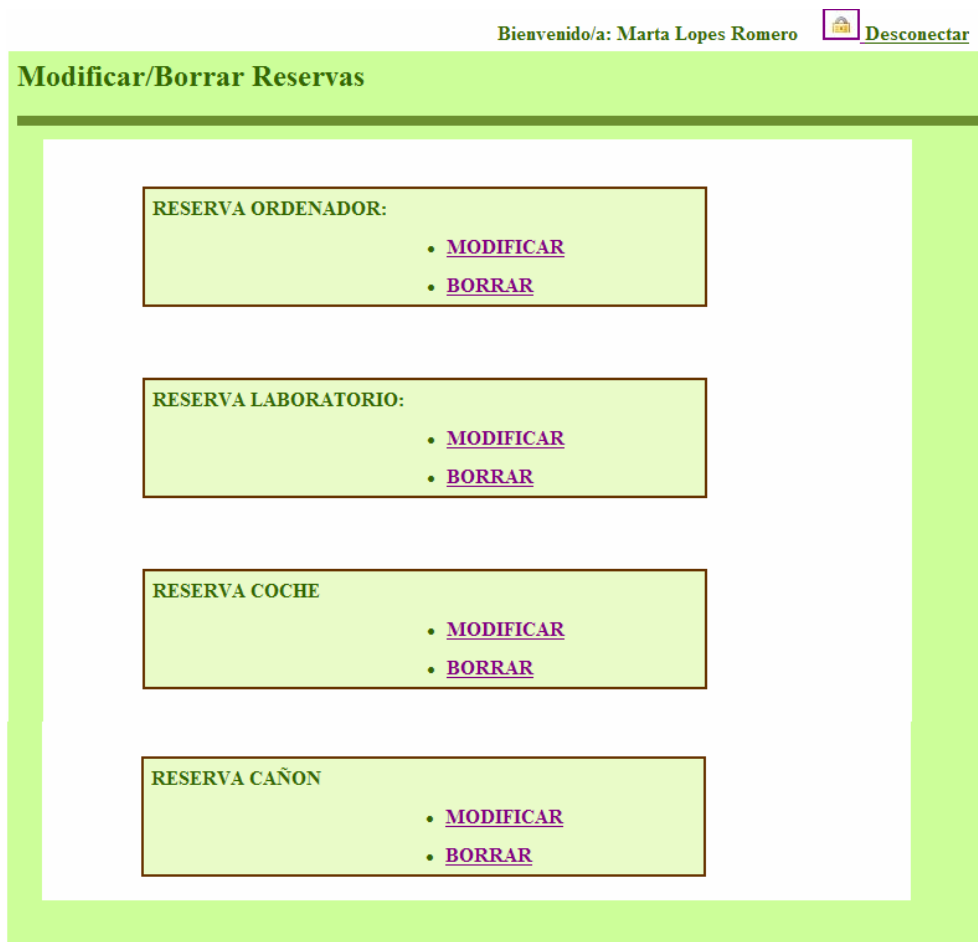 Bienvenido/a: Marta Lopes Romero Desconectar
Modificar/Borrar Reservas
RESERVA ORDENADOR:
• MODIFICAR
• BORRAR
RESERVA LABORATORIO:
• MODIFICAR
• BORRAR
RESERVA COCHE
• MODIFICAR
• BORRAR
RESERVA CAÑON
• MODIFICAR
• BORRAR